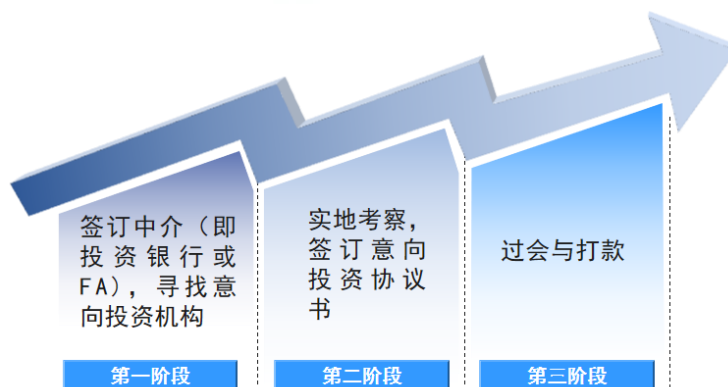 签订中介（即
投资银行或
FA），寻找意
向投资机构
实地考察，
签订意向
投资协议
书
过会与打款
第一阶段
第二阶段
第三阶段